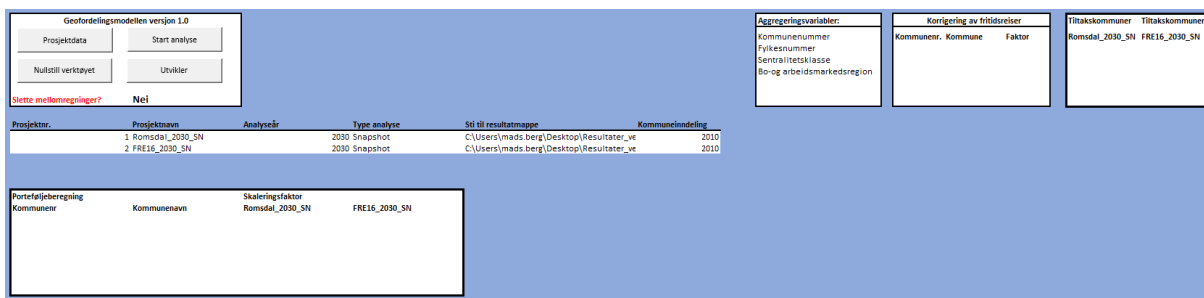 Geofordelingsmodellen versjon 1.0
Prosjektdata Start analyse
Nullstill verktøyet Utvikler
Slette mellomregninger? Nei
Aggregeringsvariabler:
Kommunenummer
Fylkesnummer
Sentralitetsklasse
Bo-og arbeidsmarkedsregion
Korrigering av fritidsreiser
Kommunenr. Kommune Faktor
Tiltakskommuner Tiltakskommuner
Romsdal_2030_SN FRE16_2030_SN
Prosjektnr. Prosjektnavn Analyseår Type analyse Sti til resultatmappe Kommuneinndeling
1 Romsdal_2030_SN 2030 Snapshot C:\Users\mads.berg\Desktop\Resultater_ve 2010
2 FRE16_2030_SN 2030 Snapshot C:\Users\mads.berg\Desktop\Resultater_ve 2010
Porteføljeberegning Skaleringsfaktor
Kommunenr Kommunenavn Romsdal_2030_SN FRE16_2030_SN